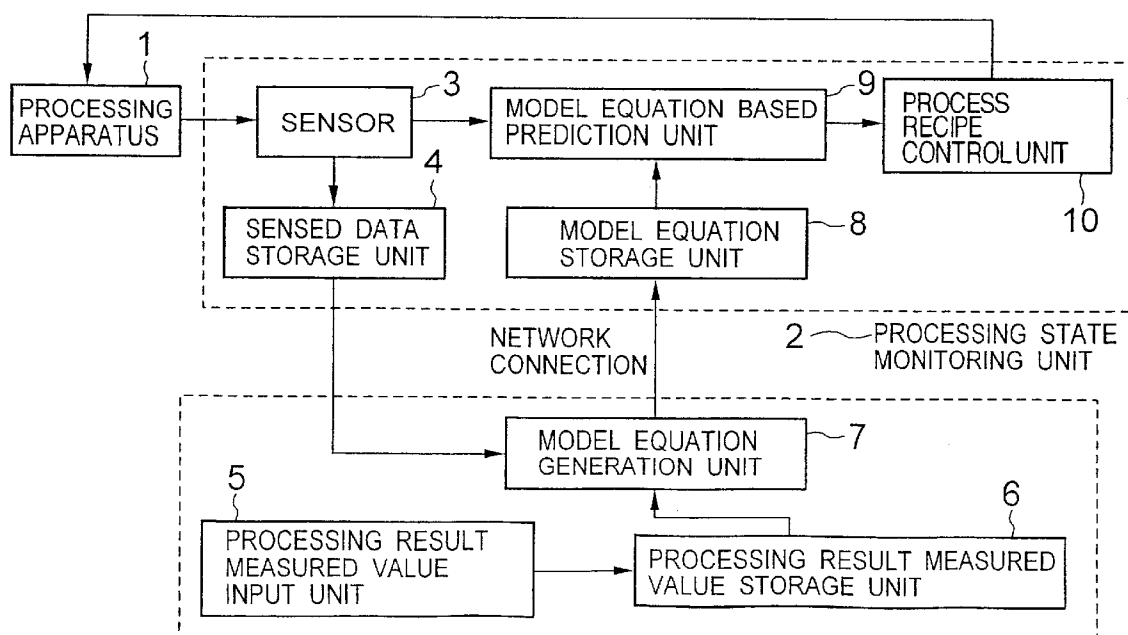 1
PROCESSING
APPARATUS
3
SENSOR
9
MODEL EQUATION BASED
PREDICTION UNIT
PROCESS
RECIPE
CONTROL UNIT
10
4
SENSED DATA
STORAGE UNIT
8
MODEL EQUATION
STORAGE UNIT
NETWORK
CONNECTION
2
PROCESSING STATE
MONITORING UNIT
7
MODEL EQUATION
GENERATION UNIT
5
PROCESSING RESULT
MEASURED VALUE
INPUT UNIT
6
PROCESSING RESULT MEASURED
VALUE STORAGE UNIT